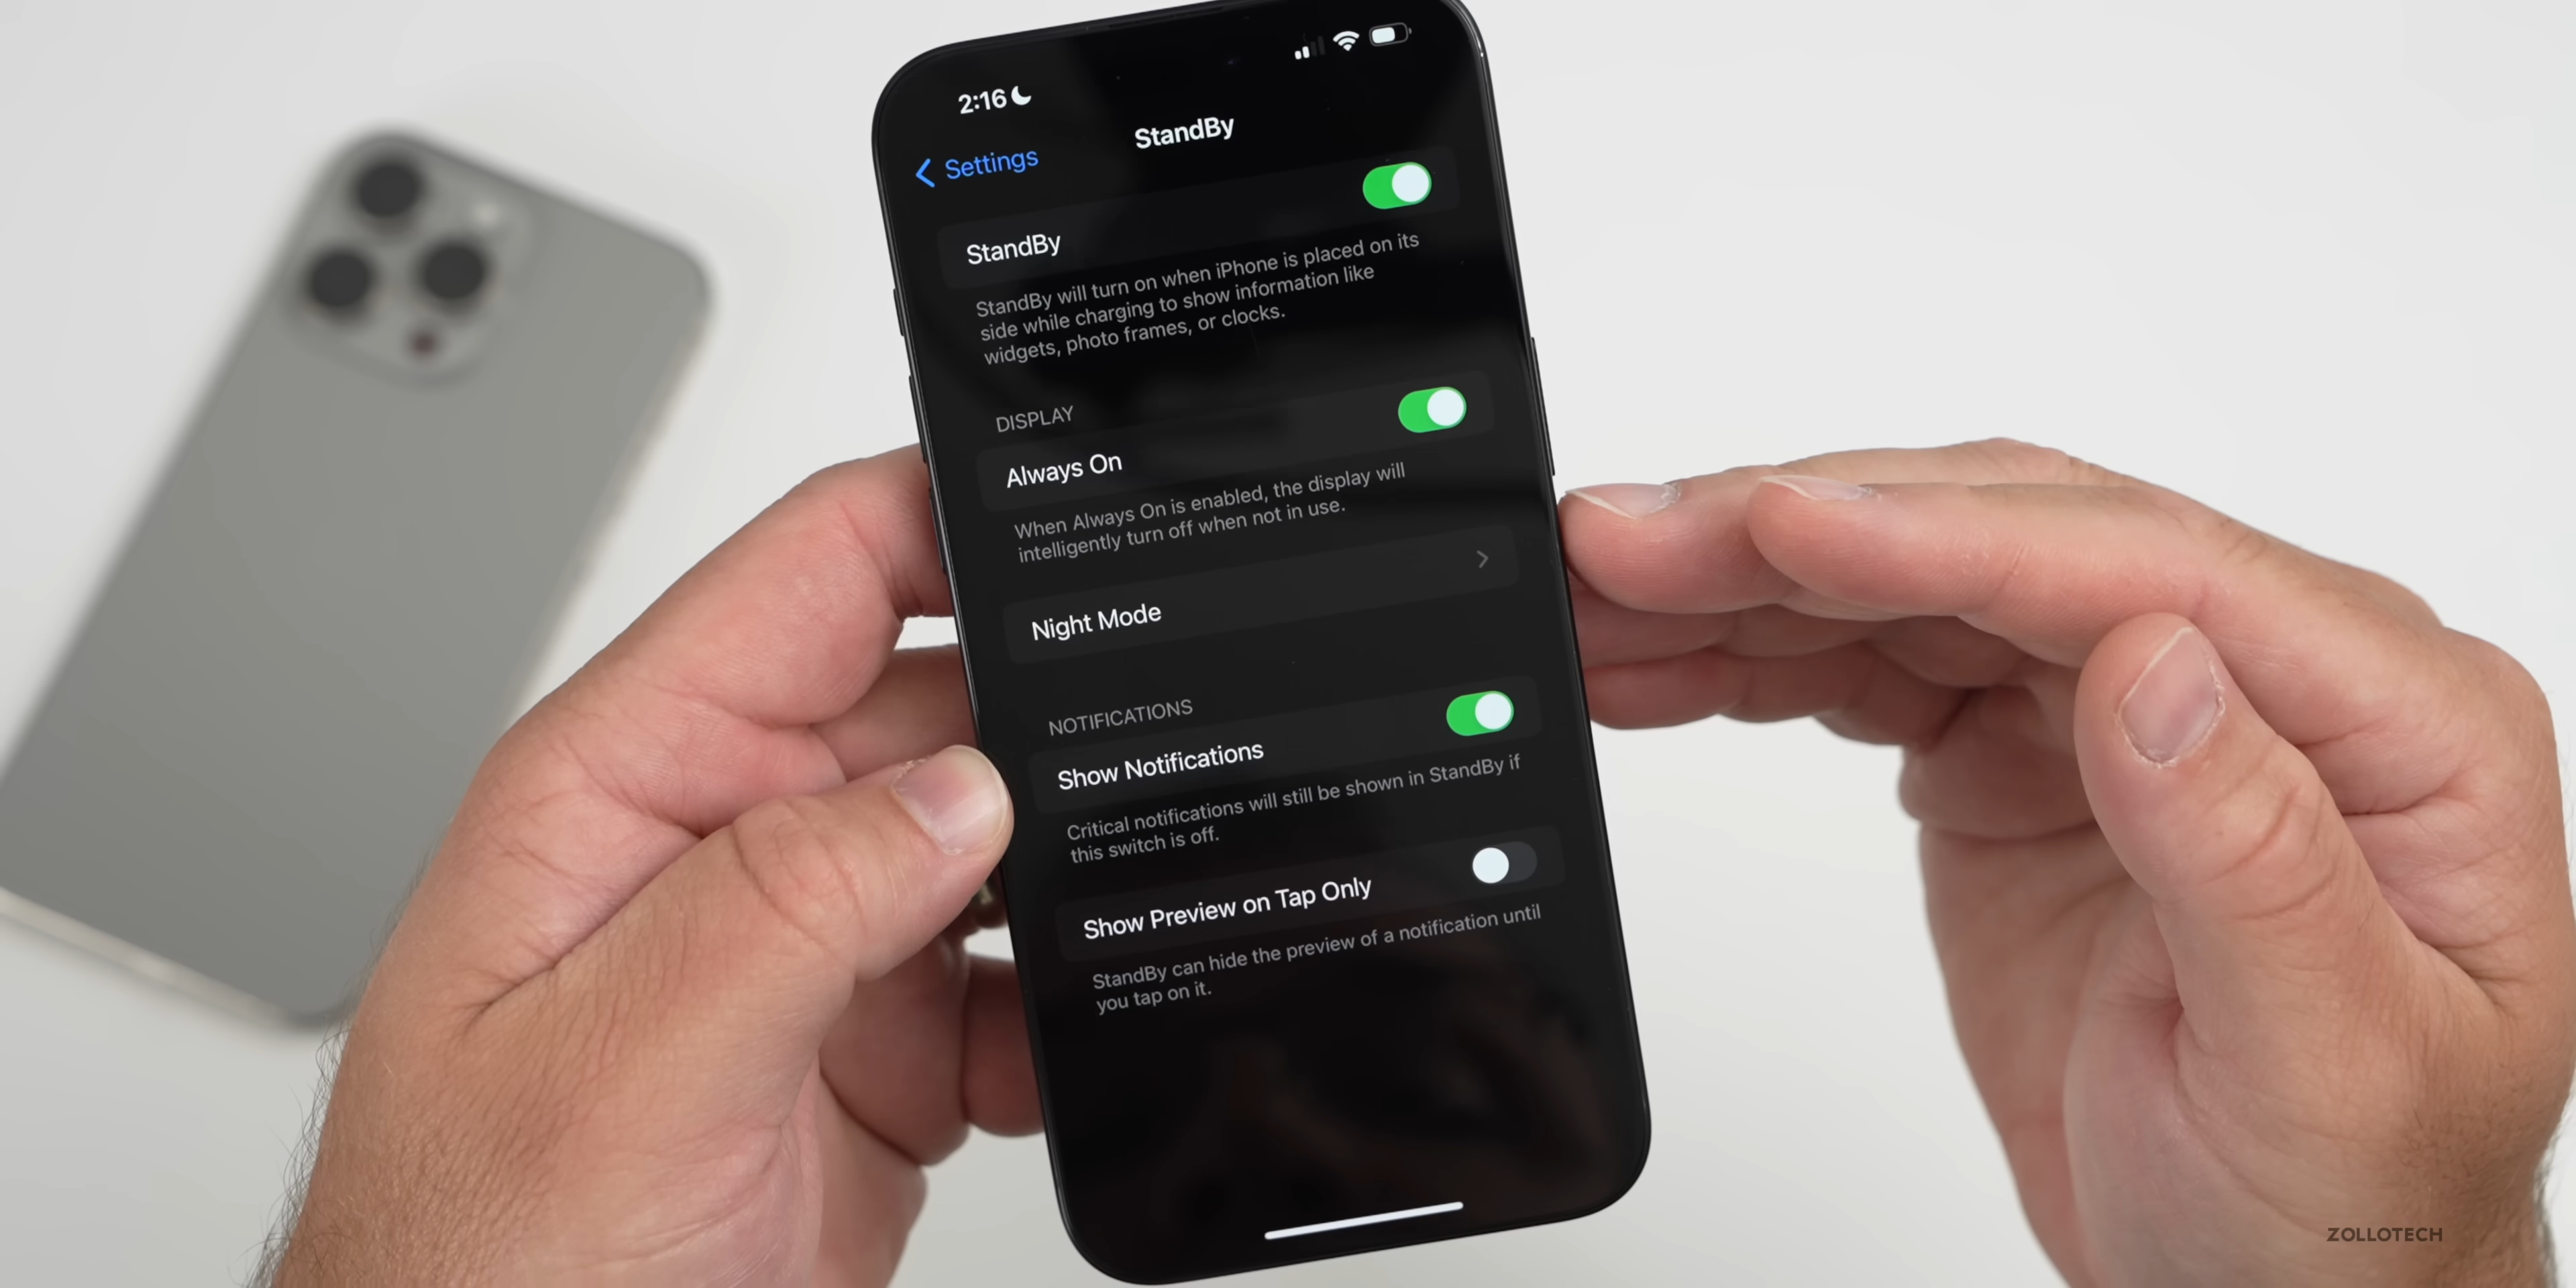 2:16
Settings
StandBy
StandBy
StandBy will turn on when iPhone is placed on its
side while charging to show information like
widgets, photo frames, or clocks.
DISPLAY
Always On
When Always On is enabled, the display will
intelligently turn off when not in use.
Night Mode
NOTIFICATIONS
Show Notifications
Critical notifications will still be shown in StandBy if
this switch is off.
Show Preview on Tap Only
StandBy can hide the preview of a notification until
you tap on it.
ZOLLOTECH